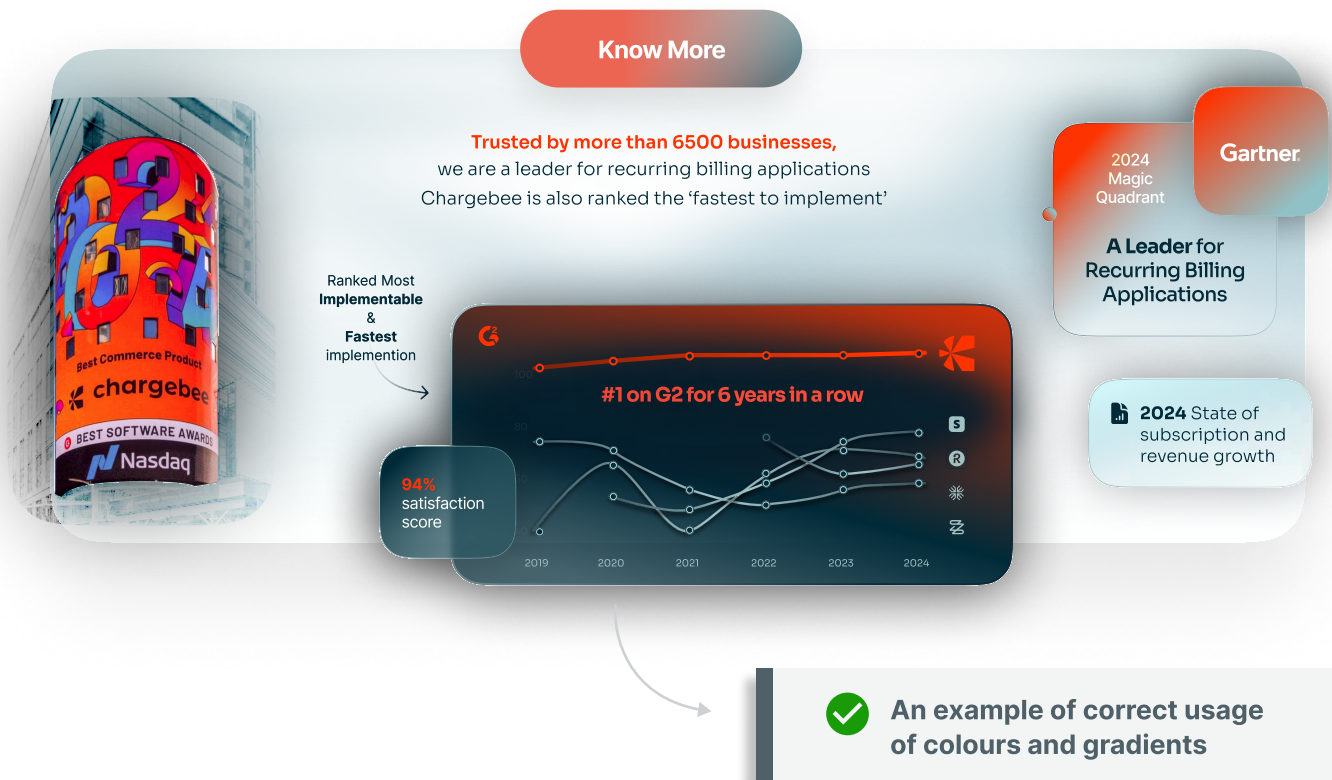 Know More
Trusted by more than 6500 businesses,
we are a leader for recurring billing applications
Chargebee is also ranked the ‘fastest to implement’
2024
Magic
Quadrant
Gartner
A Leader for
Recurring Billing
Applications
Best Commerce Product
chargebee
BEST SOFTWARE AWARDS
Nasdaq
Ranked Most
Implementable
&
Fastest
implemention
G2
100
#1 on G2 for 6 years in a row
80
S
R
94%
satisfaction
score
2019 2020 2021 2022 2023 2024
2024 State of
subscription and
revenue growth
An example of correct usage
of colours and gradients